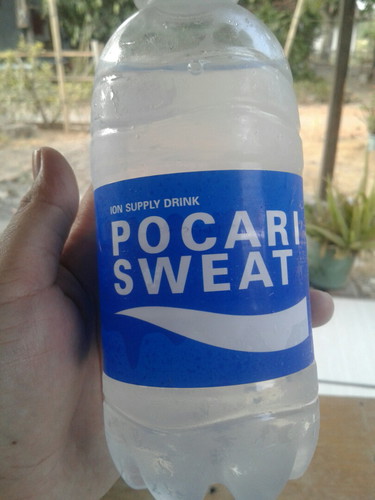 ION SUPPLY DRINK
POCARI
SWEAT